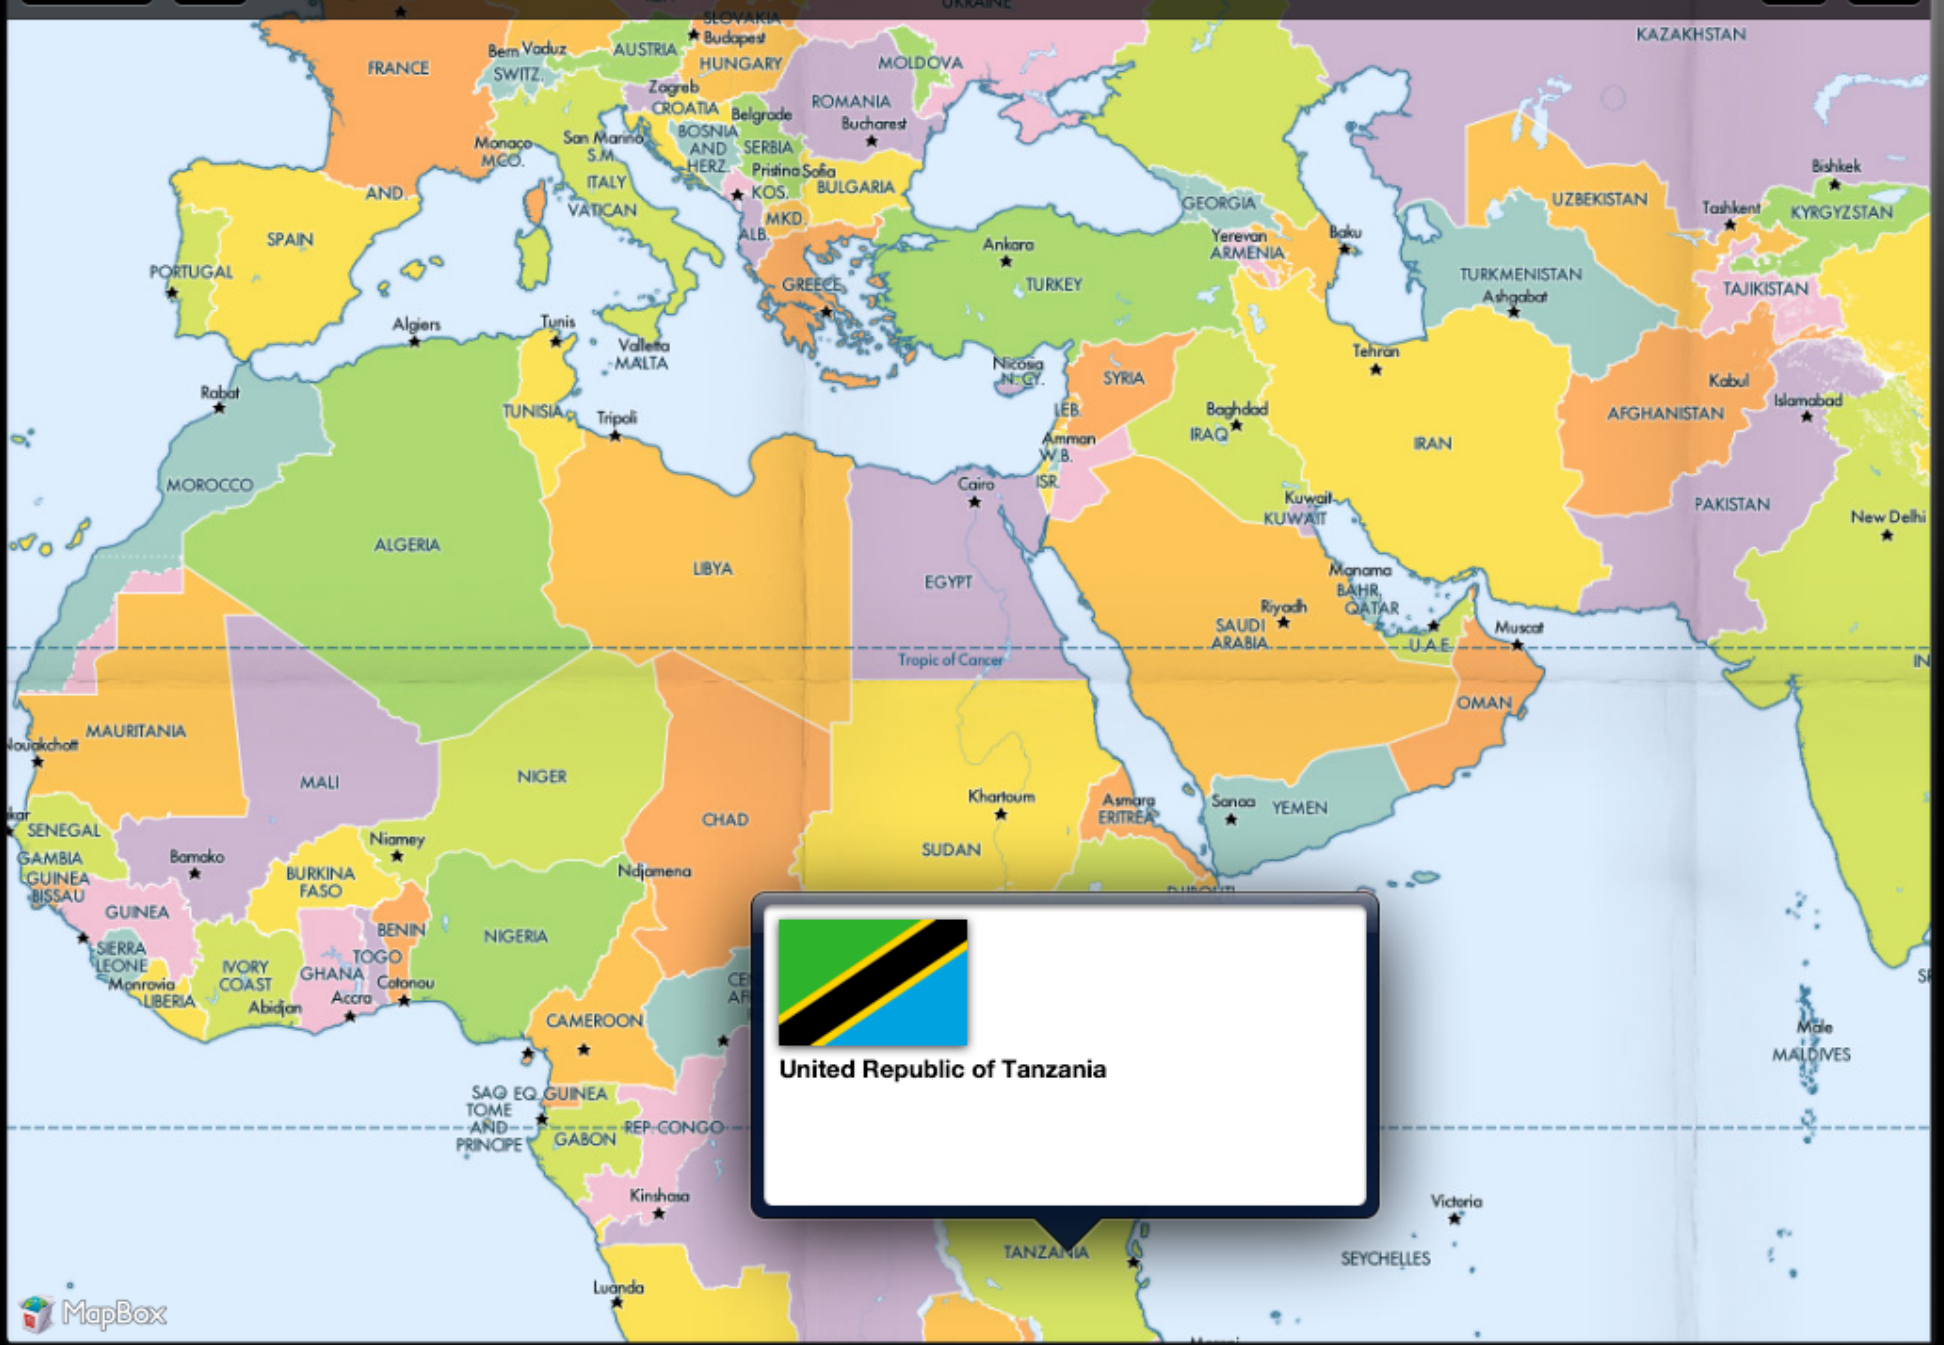 UKRAINE
KAZAKHSTAN
SLOVAKIA
Budapest
Bern Vaduz
AUSTRIA
HUNGARY
MOLDOVA
FRANCE
SWITZ.
Zagreb
CROATIA
Belgrade
ROMANIA
Bucharest
Monaco
MCO.
San Marino
S.M.
BOSNIA
AND
HERZ.
SERBIA
Pristina
Sofia
KOS.
BULGARIA
AND.
ITALY
VATICAN
MKD.
ALB.
SPAIN
PORTUGAL
GREECE
Ankara
TURKEY
GEORGIA
Yerevan
ARMENIA
Baku
UZBEKISTAN
Bishkek
Tashkent
KYRGYZSTAN
TURKMENISTAN
Ashgabat
TAJIKISTAN
Algiers
Tunis
Valletta
MALTA
Nicosia
N. CY.
SYRIA
Tehran
Kabul
AFGHANISTAN
Islamabad
Rabat
TUNISIA
Tripoli
LEB.
Baghdad
IRAQ
IRAN
Amman
W.B.
ISR.
MOROCCO
Cairo
Kuwait
KUWAIT
PAKISTAN
New Delhi
ALGERIA
LIBYA
EGYPT
Manama
BAHR.
QATAR
Riyadh
SAUDI
ARABIA
U.A.E.
Muscat
Tropic of Cancer
IN
OMAN
MAURITANIA
Nouakchott
MALI
NIGER
CHAD
Khartoum
SUDAN
Asmara
ERITREA
Sanaa
YEMEN
kar
SENEGAL
GAMBIA
GUINEA
BISSAU
Bamako
Niamey
BURKINA
FASO
Ndjamena
DJIBOUTI
GUINEA
BENIN
NIGERIA
SIERRA
LEONE
Monrovia
LIBERIA
IVORY
COAST
Abidjan
GHANA
TOGO
Accra
Cotonou
CEN
AFR
CAMEROON
United Republic of Tanzania
Male
MALDIVES
SAO
TOME
AND
PRINCIPE
EQ. GUINEA
GABON
REP. CONGO
Kinshasa
Victoria
SEYCHELLES
TANZANIA
Luanda
MapBox